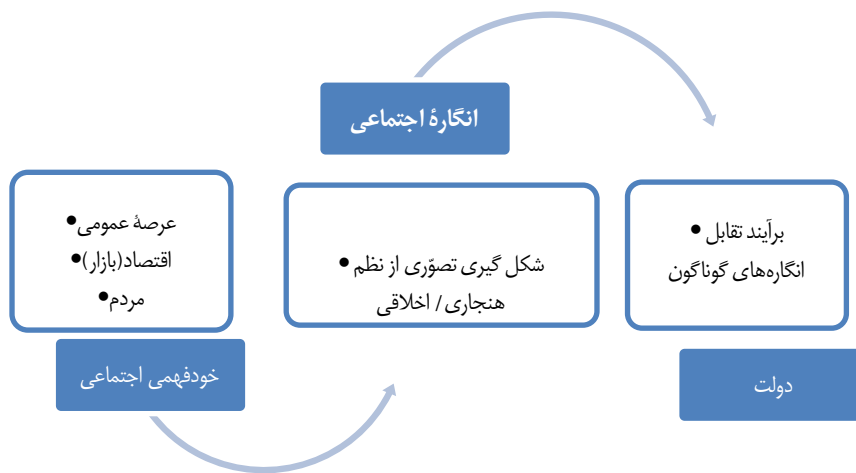 انگارۀ اجتماعی
برآیند تقابل •
انگاره‌های گوناگون
دولت
شکل گیری تصوّری از نظم •
هنجاری/ اخلاقی
عرصۀ عمومی•
اقتصاد(بازار)•
مردم•
خودفهمی اجتماعی